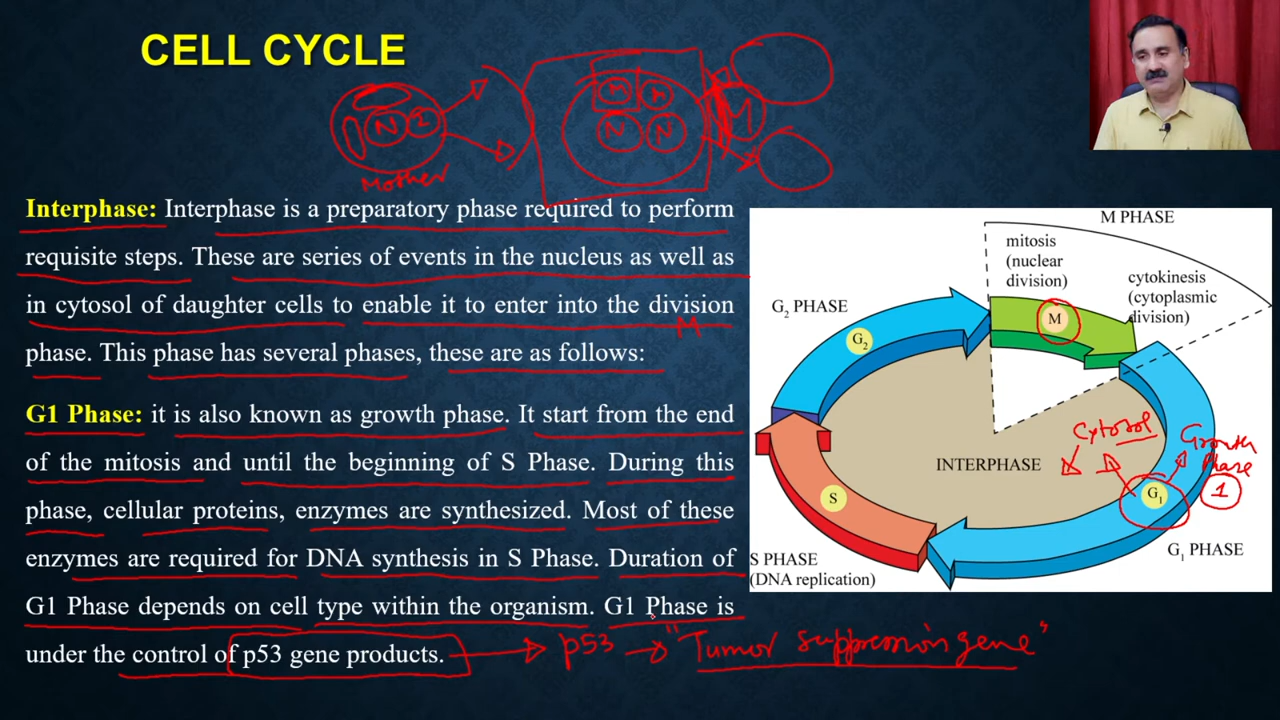 CELL CYCLE
N 1
Mother
M M
N N
M
Interphase: Interphase is a preparatory phase required to perform
requisite steps. These are series of events in the nucleus as well as
in cytosol of daughter cells to enable it to enter into the division
M
phase. This phase has several phases, these are as follows:
G1 Phase: it is also known as growth phase. It start from the end
of the mitosis and until the beginning of S Phase. During this
phase, cellular proteins, enzymes are synthesized. Most of these
enzymes are required for DNA synthesis in S Phase. Duration of
G1 Phase depends on cell type within the organism. G1 Phase is
under the control of p53 gene products.
p53 "Tumor suppression gene"
M PHASE
mitosis
(nuclear
division)
cytokinesis
(cytoplasmic
division)
G₂ PHASE
M
G₂
Cytosol
Growth
Phase
1
INTERPHASE
G₁
S
G₁ PHASE
S PHASE
(DNA replication)